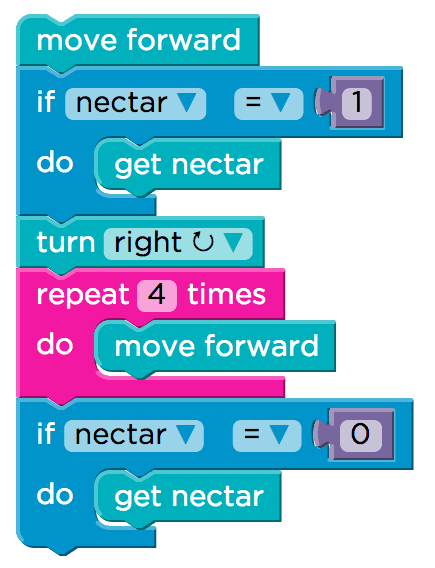 move forward
if nectar ▼ = ▼ 1
do get nectar
turn right ↻ ▼
repeat 4 times
do move forward
if nectar ▼ = ▼ 0
do get nectar